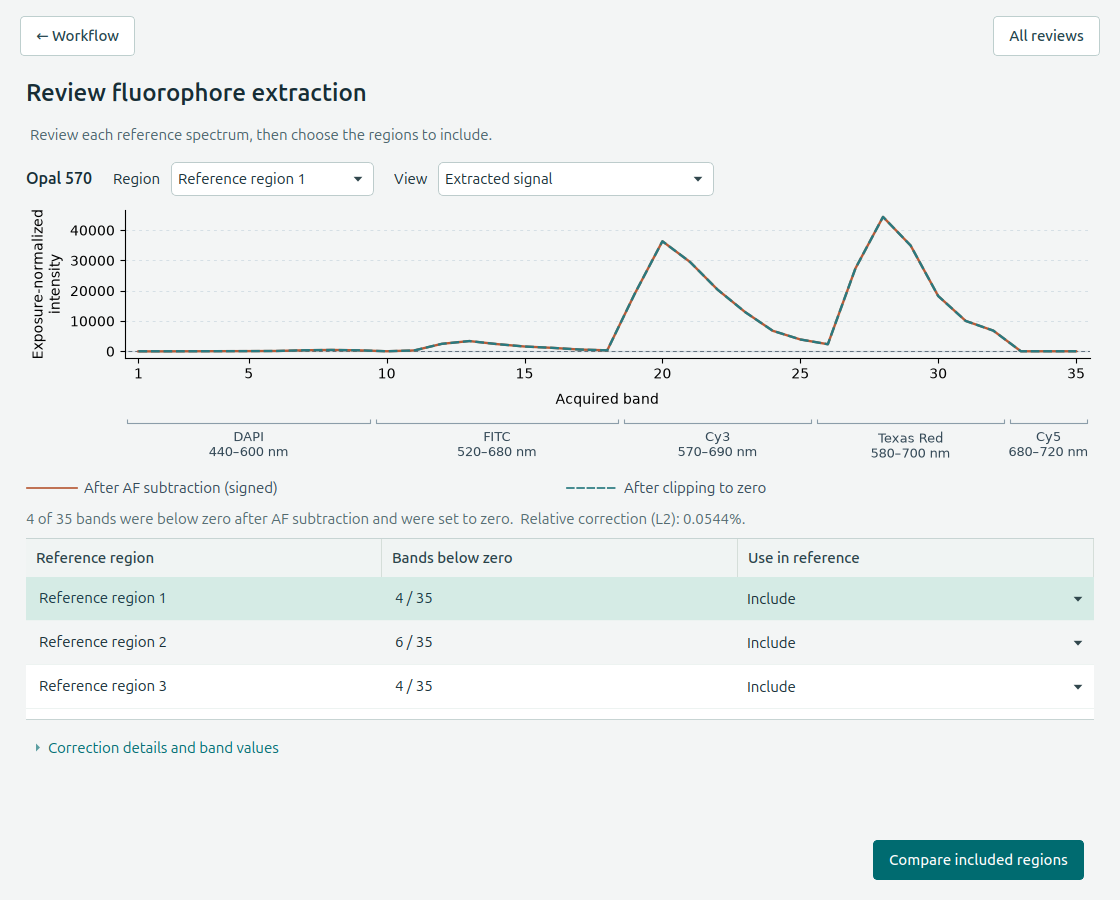 ← Workflow
All reviews
Review fluorophore extraction
Review each reference spectrum, then choose the regions to include.
Opal 570 Region Reference region 1 View Extracted signal
Exposure-normalized
intensity
40000
30000
20000
10000
0
1 5 10 15 20 25 30 35
Acquired band
DAPI FITC Cy3 Texas Red Cy5
440–600 nm 520–680 nm 570–690 nm 580–700 nm 680–720 nm
After AF subtraction (signed) After clipping to zero
4 of 35 bands were below zero after AF subtraction and were set to zero. Relative correction (L2): 0.0544%.
Reference region Bands below zero Use in reference
Reference region 1 4 / 35 Include
Reference region 2 6 / 35 Include
Reference region 3 4 / 35 Include
Correction details and band values
Compare included regions